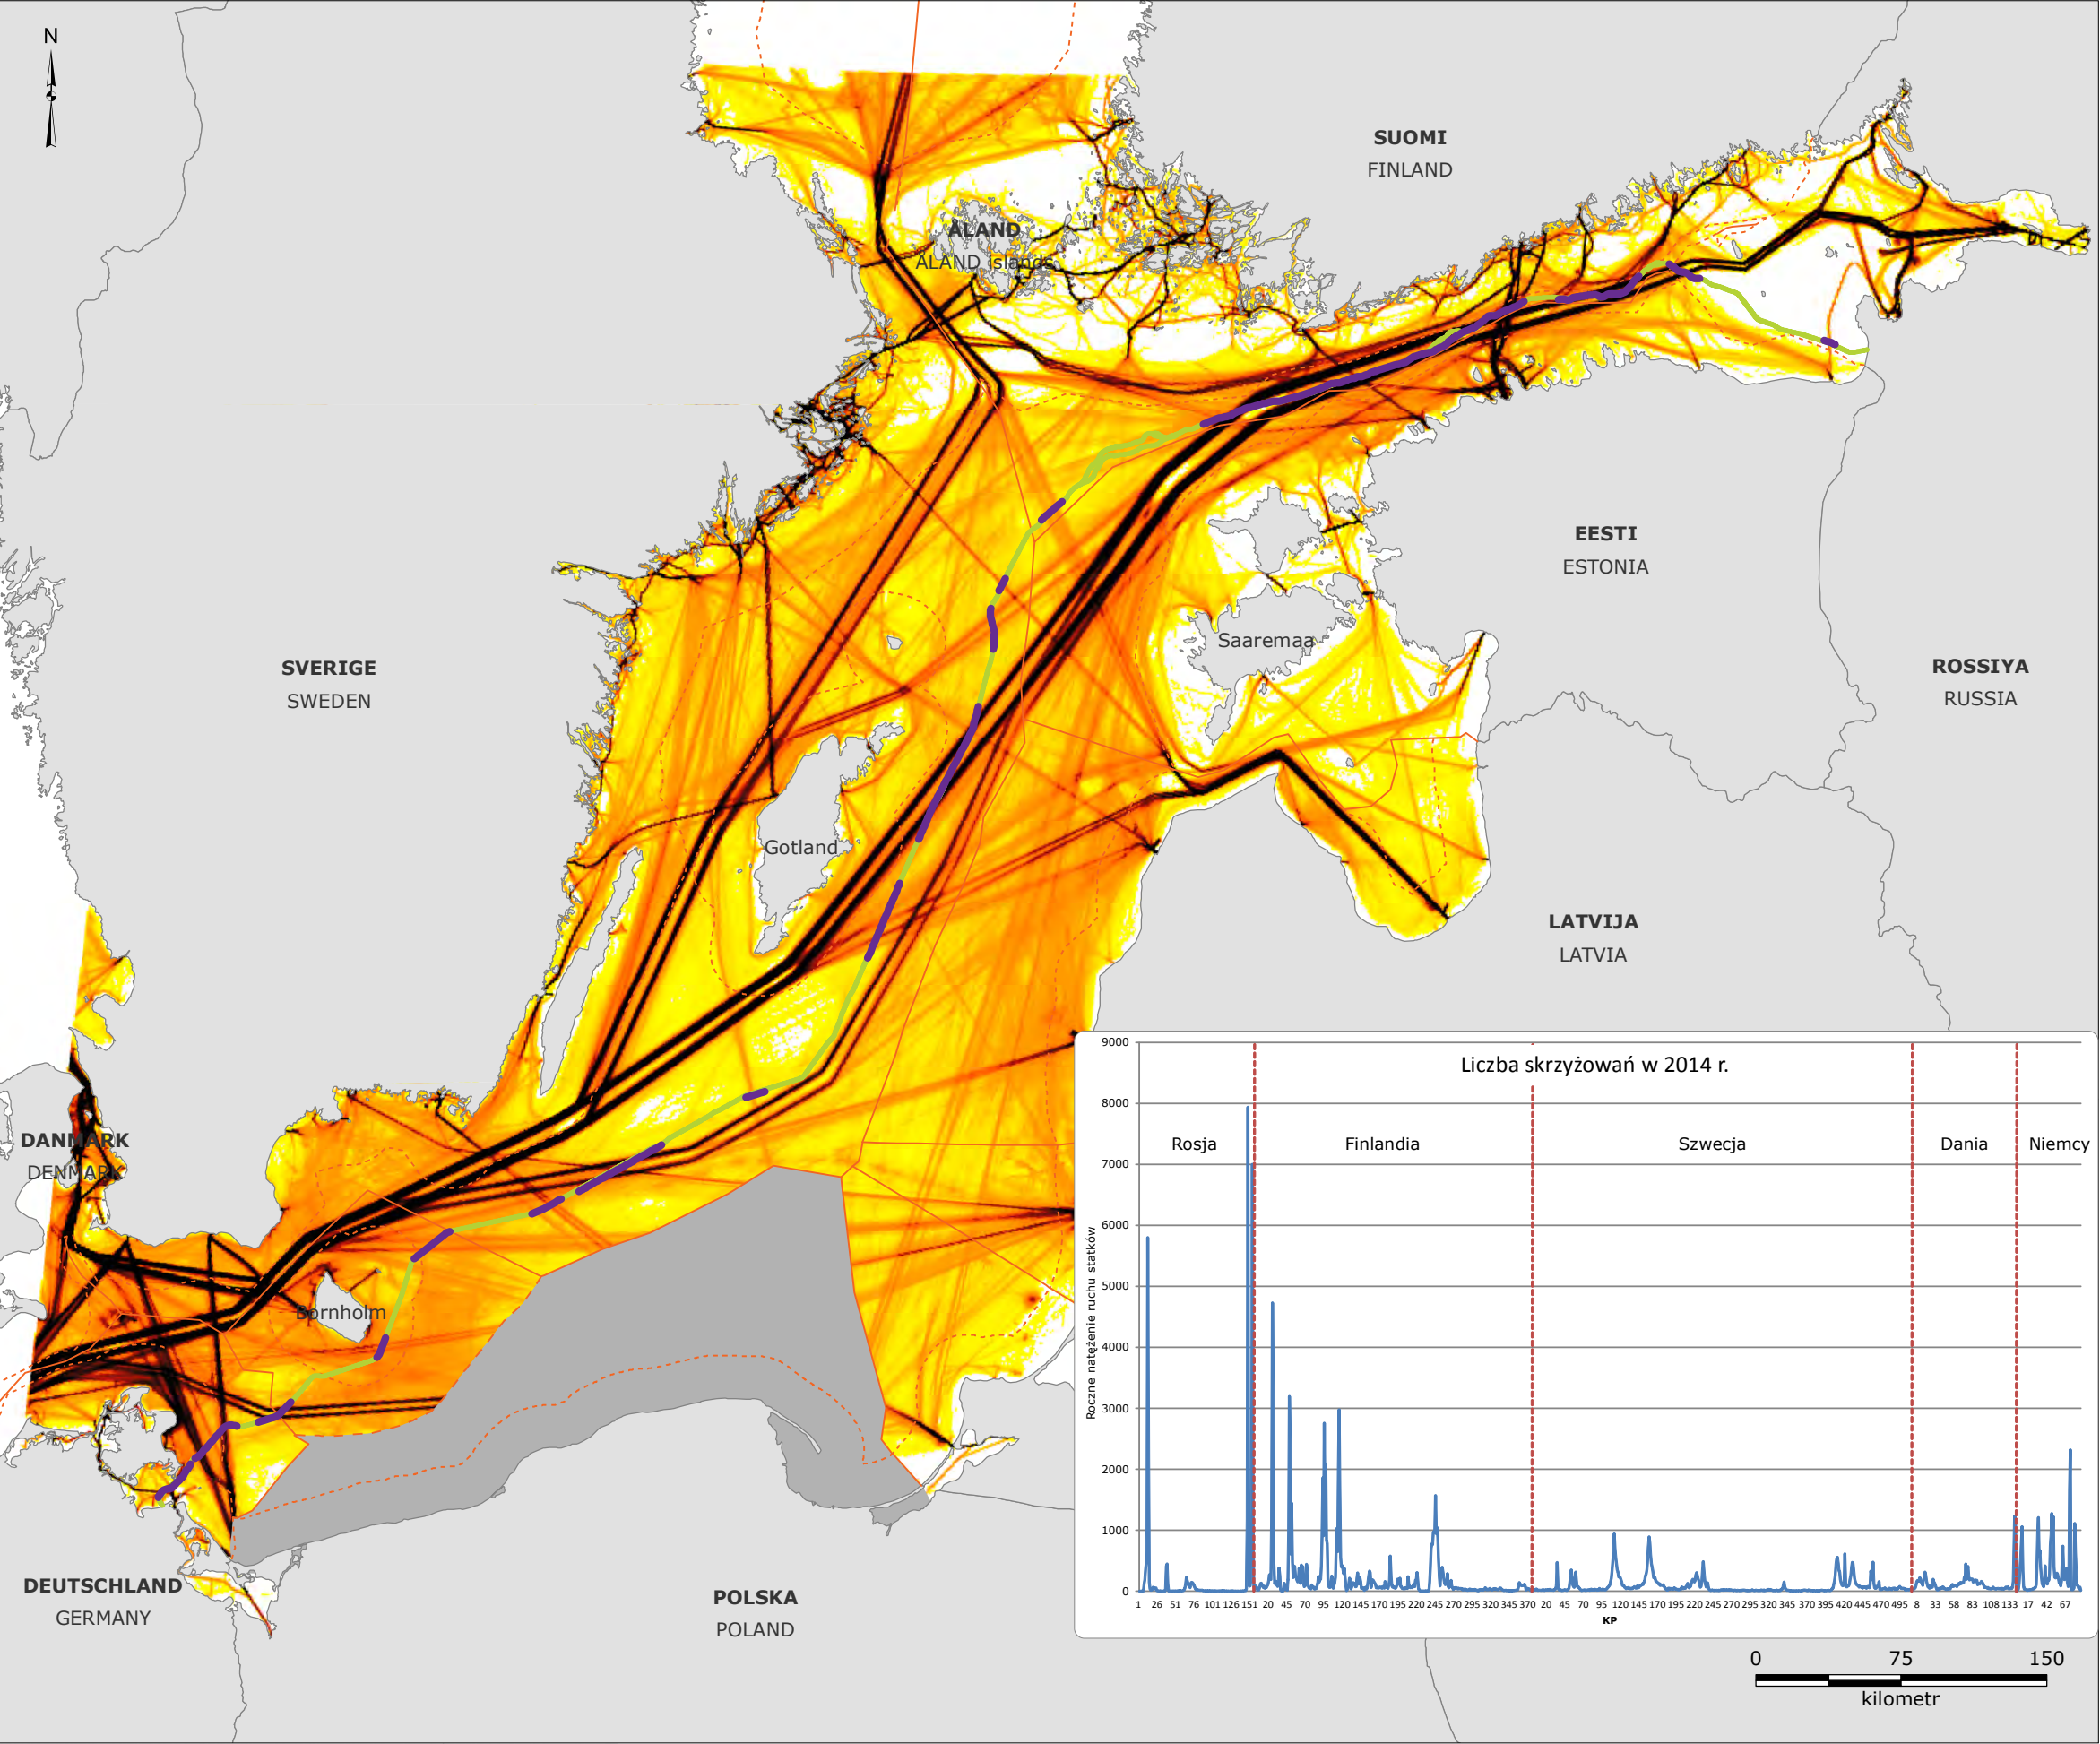 N
SUOMI
FINLAND
ÅLAND
ÅLAND islands
EESTI
ESTONIA
Saaremaa
SVERIGE
SWEDEN
ROSSIYA
RUSSIA
Gotland
LATVIJA
LATVIA
DANMARK
DENMARK
Bornholm
DEUTSCHLAND
GERMANY
POLSKA
POLAND
Liczba skrzyżowań w 2014 r.
Rosja Finlandia Szwecja Dania Niemcy
Roczne natężenie ruchu statków
9000
8000
7000
6000
5000
4000
3000
2000
1000
0
1 26 51 76 101 126 151 20 45 70 95 120 145 170 195 220 245 270 295 320 345 370 20 45 70 95 120 145 170 195 220 245 270 295 320 345 370 395 420 445 470 495 8 33 58 83 108 133 17 42 67
KP
0 75 150
kilometr